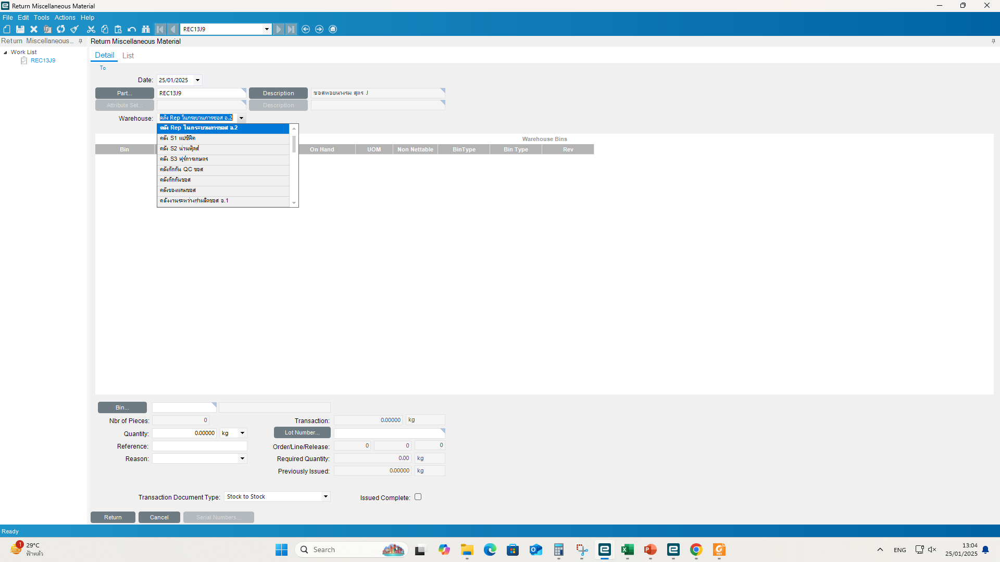 Return Miscellaneous Material
File Edit Tools Actions Help
REC13J9
Return Miscellaneous...
Return Miscellaneous Material
Work List
REC13J9
Detail List
To
Date: 25/01/2025
Part... REC13J9 Description ซอสหอยนางรม สูตร J
Attribute Set... Description
Warehouse: คลัง Rep ในกระบวนการซอส อ.2
คลัง Rep ในกระบวนการซอส อ.2
คลัง S1 แปซิฟิค
คลัง S2 น่านฟู้ดส์
คลัง S3 ฟุร์การเกษตร
คลังกักกัน QC ซอส
คลังกักกันซอส
คลังของแถมซอส
คลังงานระหว่างทำผลิตซอส อ.1
Warehouse Bins
Bin On Hand UOM Non Nettable BinType Bin Type Rev
Bin...
Nbr of Pieces: 0 Transaction: 0.00000 kg
Quantity: 0.00000 kg Lot Number...
Reference: Order/Line/Release: 0 0 0
Reason: Required Quantity: 0.00 kg
Previously Issued: 0.00000 kg
Transaction Document Type: Stock to Stock Issued Complete:
Return Cancel Serial Numbers...
Ready
1
29°C
ฟ้าหลัว
Search
ENG
13:04
25/01/2025